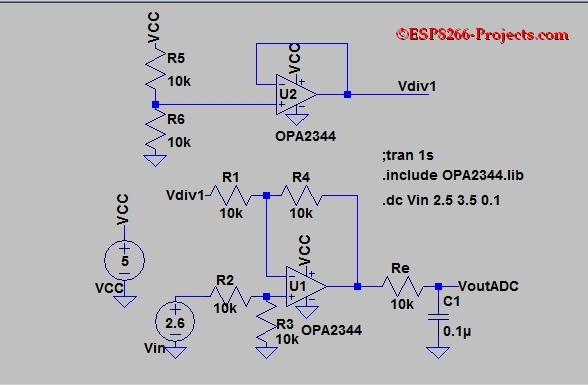 ©ESP8266-Projects.com
VCC
R5
10k
VCC
U2
OPA2344
Vdiv1
R6
10k
;tran 1s
.include OPA2344.lib
.dc Vin 2.5 3.5 0.1
Vdiv1
R1
10k
R4
10k
VCC
5
VCC
VCC
U1
OPA2344
R2
10k
R3
10k
2.6
Vin
Re
10k
VoutADC
C1
0.1µ